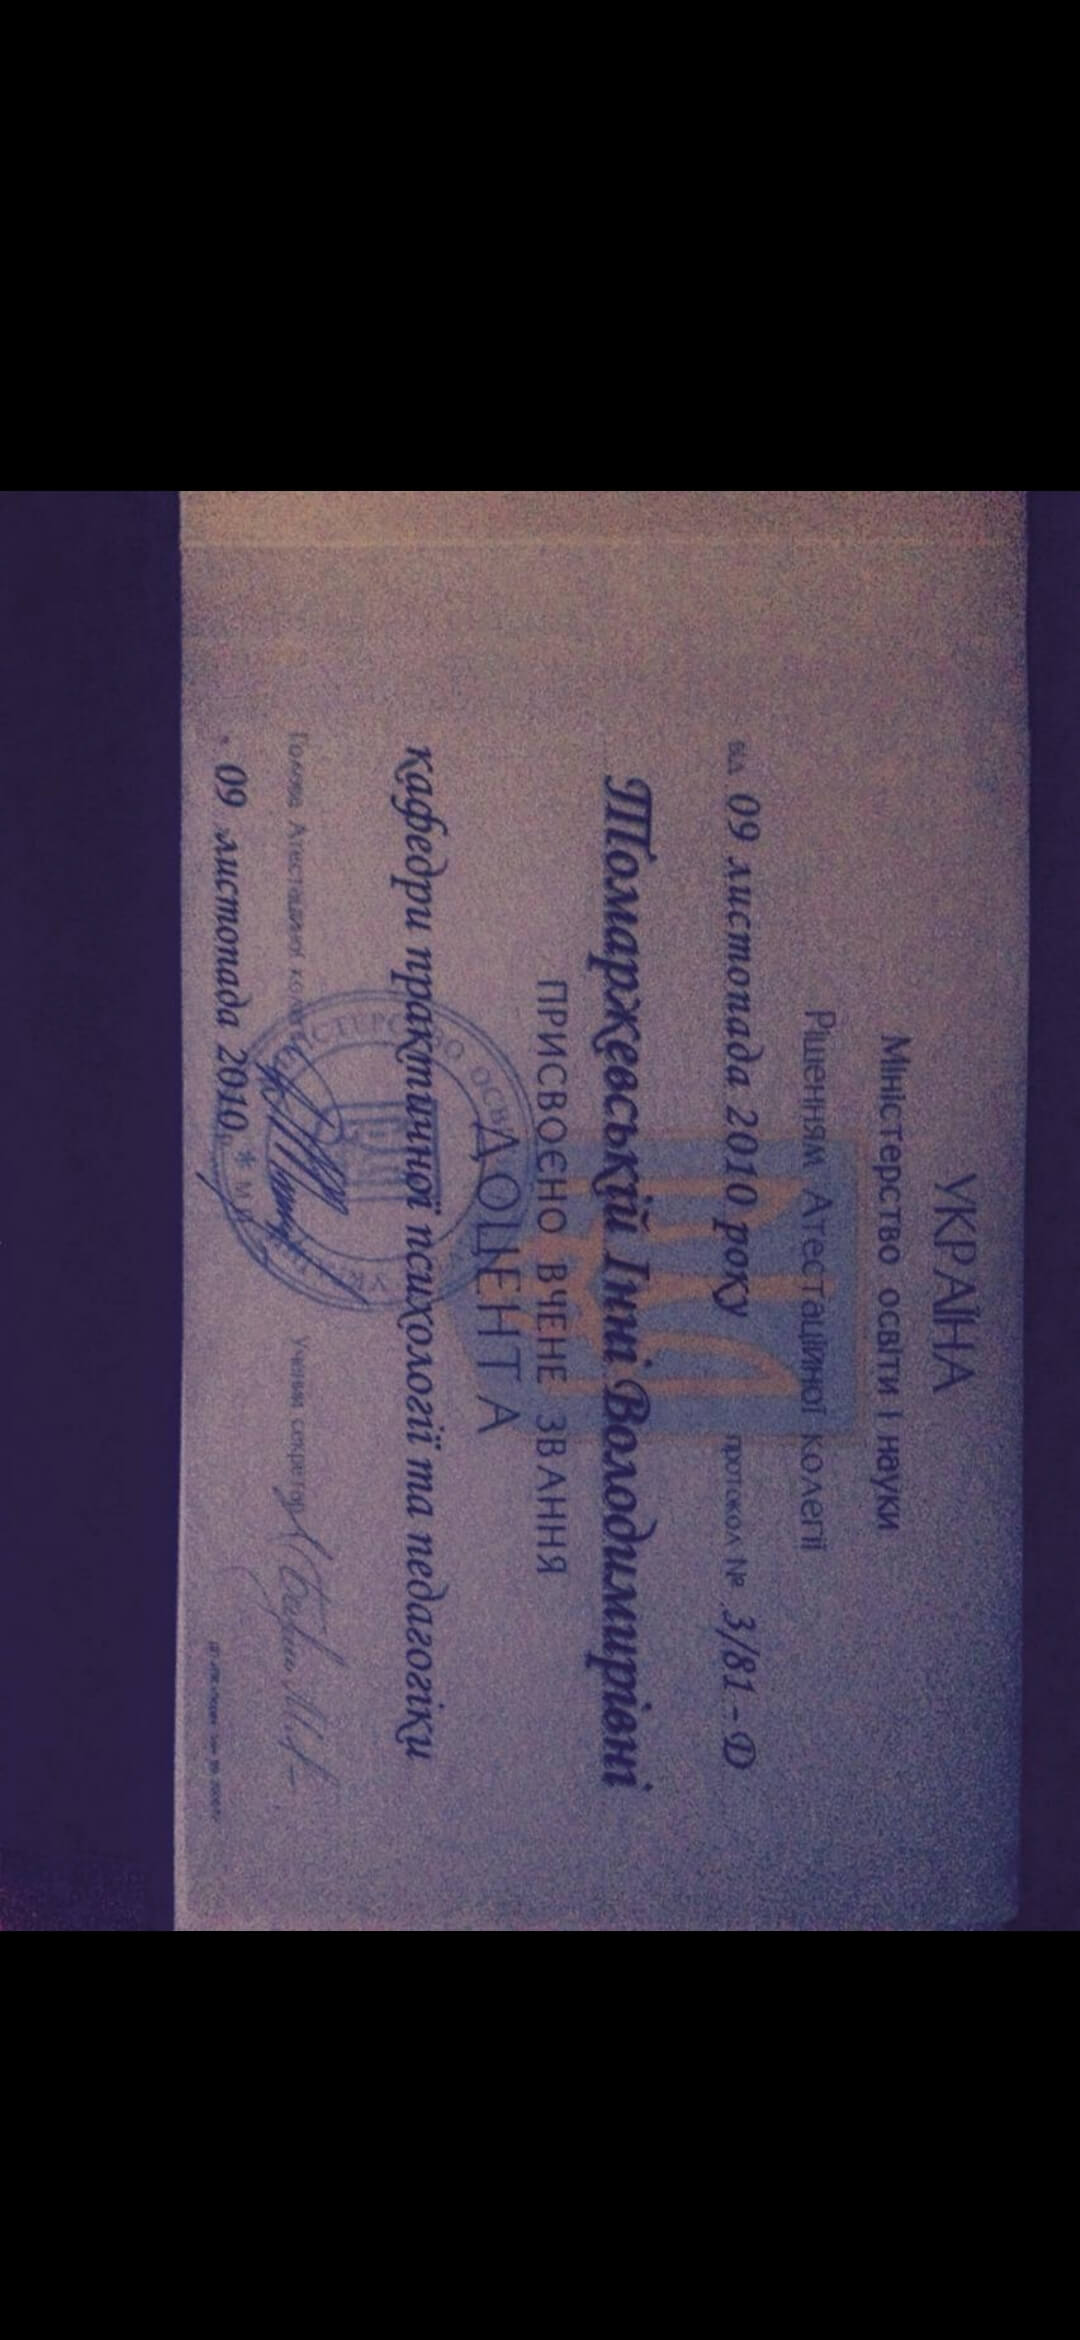 УКРАЇНА
Міністерство освіти і науки
Рішенням Атестаційної колегії
від 09 листопада 2010 року протокол № 3/81-Д
Томаржевській Інні Володимирівні
ПРИСВОЄНО ВЧЕНЕ ЗВАННЯ
ДОЦЕНТА
кафедри практичної психології та педагогіки
Голова Атестаційної колегії Учений секретар
09 листопада 2010